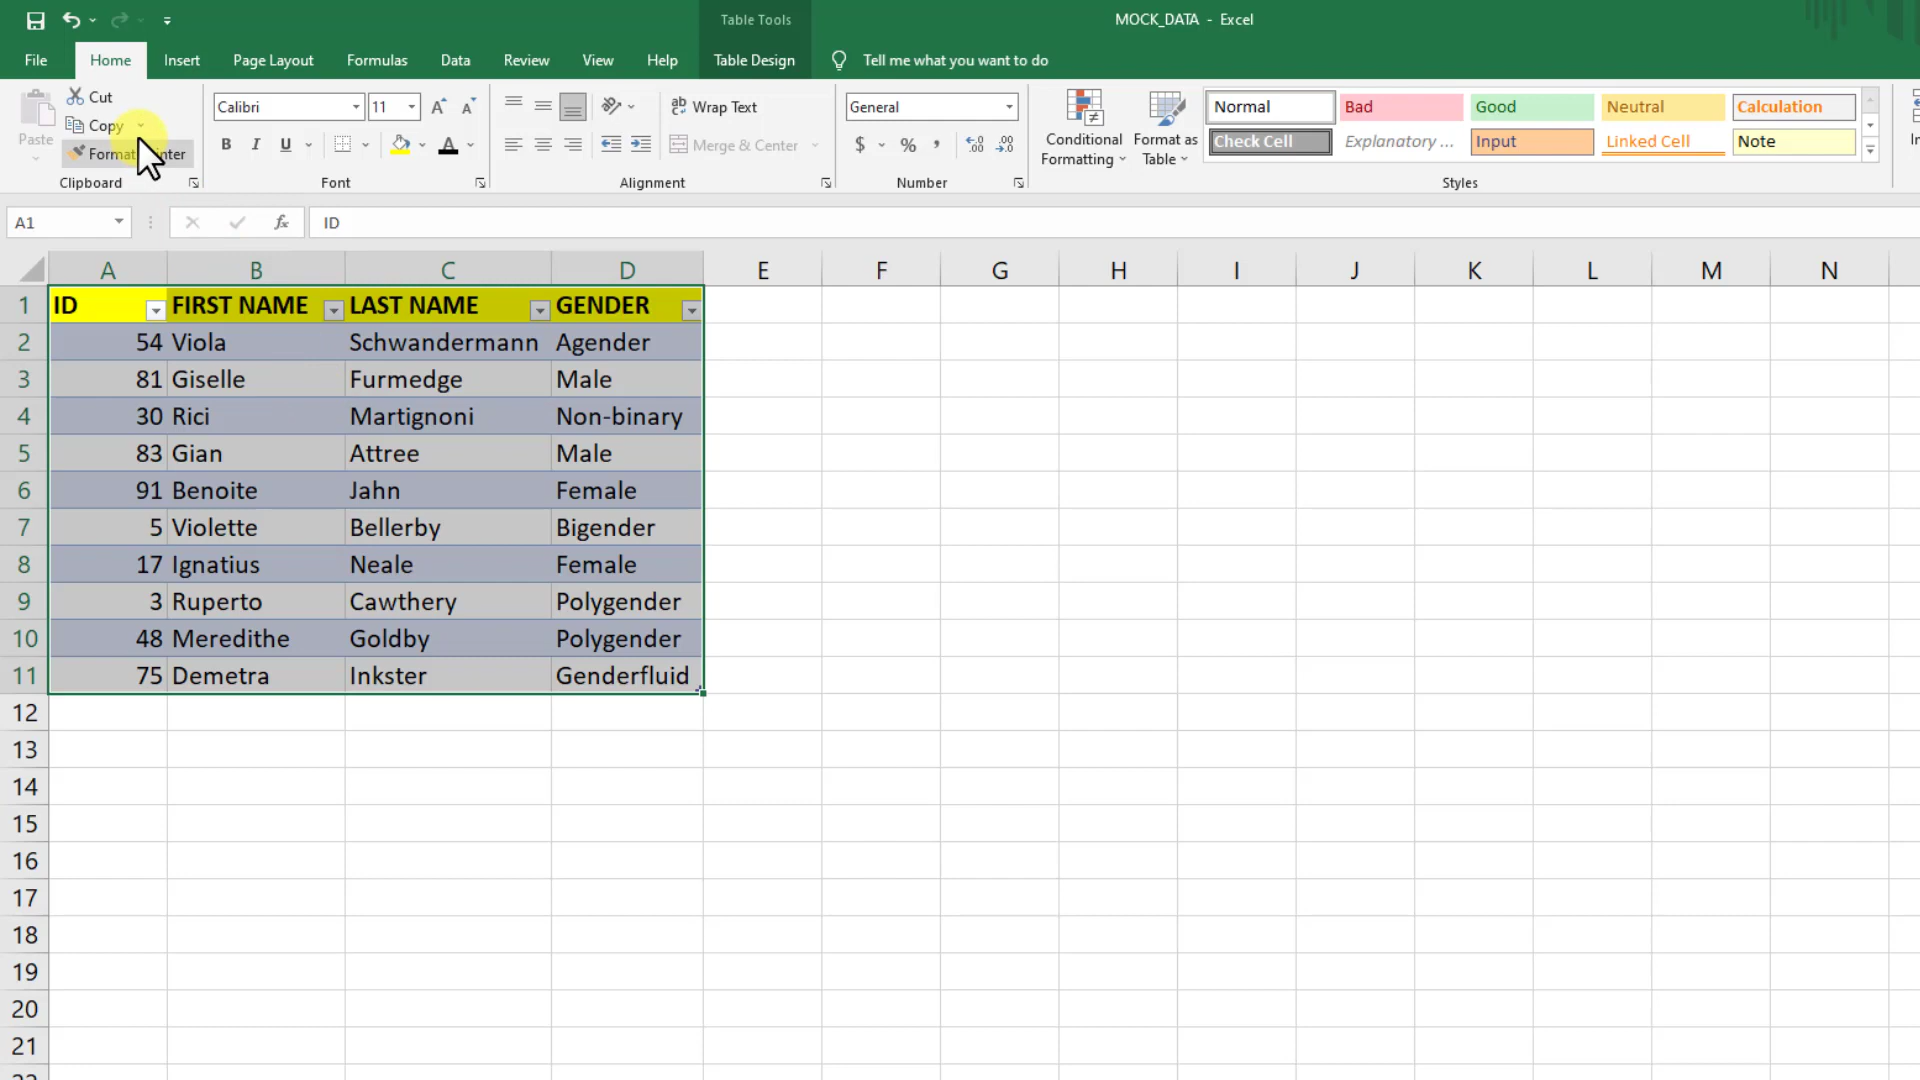 Table Tools
MOCK_DATA - Excel
File Home Insert Page Layout Formulas Data Review View Help Table Design Tell me what you want to do
Paste
Cut
Copy
Clipboard
Calibri 11
B I U A
Font
Wrap Text
Merge & Center
Alignment
General
$ % ,
Number
Conditional Formatting
Format as Table
Normal Bad Good Neutral Calculation
Check Cell Explanatory ... Input Linked Cell Note
Styles
A1 fx ID
A B C D E F G H I J K L M N
1 ID FIRST NAME LAST NAME GENDER
2 54 Viola Schwandermann Agender
3 81 Giselle Furmedge Male
4 30 Rici Martignoni Non-binary
5 83 Gian Attree Male
6 91 Benoite Jahn Female
7 5 Violette Bellerby Bigender
8 17 Ignatius Neale Female
9 3 Ruperto Cawthery Polygender
10 48 Meredithe Goldby Polygender
11 75 Demetra Inkster Genderfluid
12
13
14
15
16
17
18
19
20
21